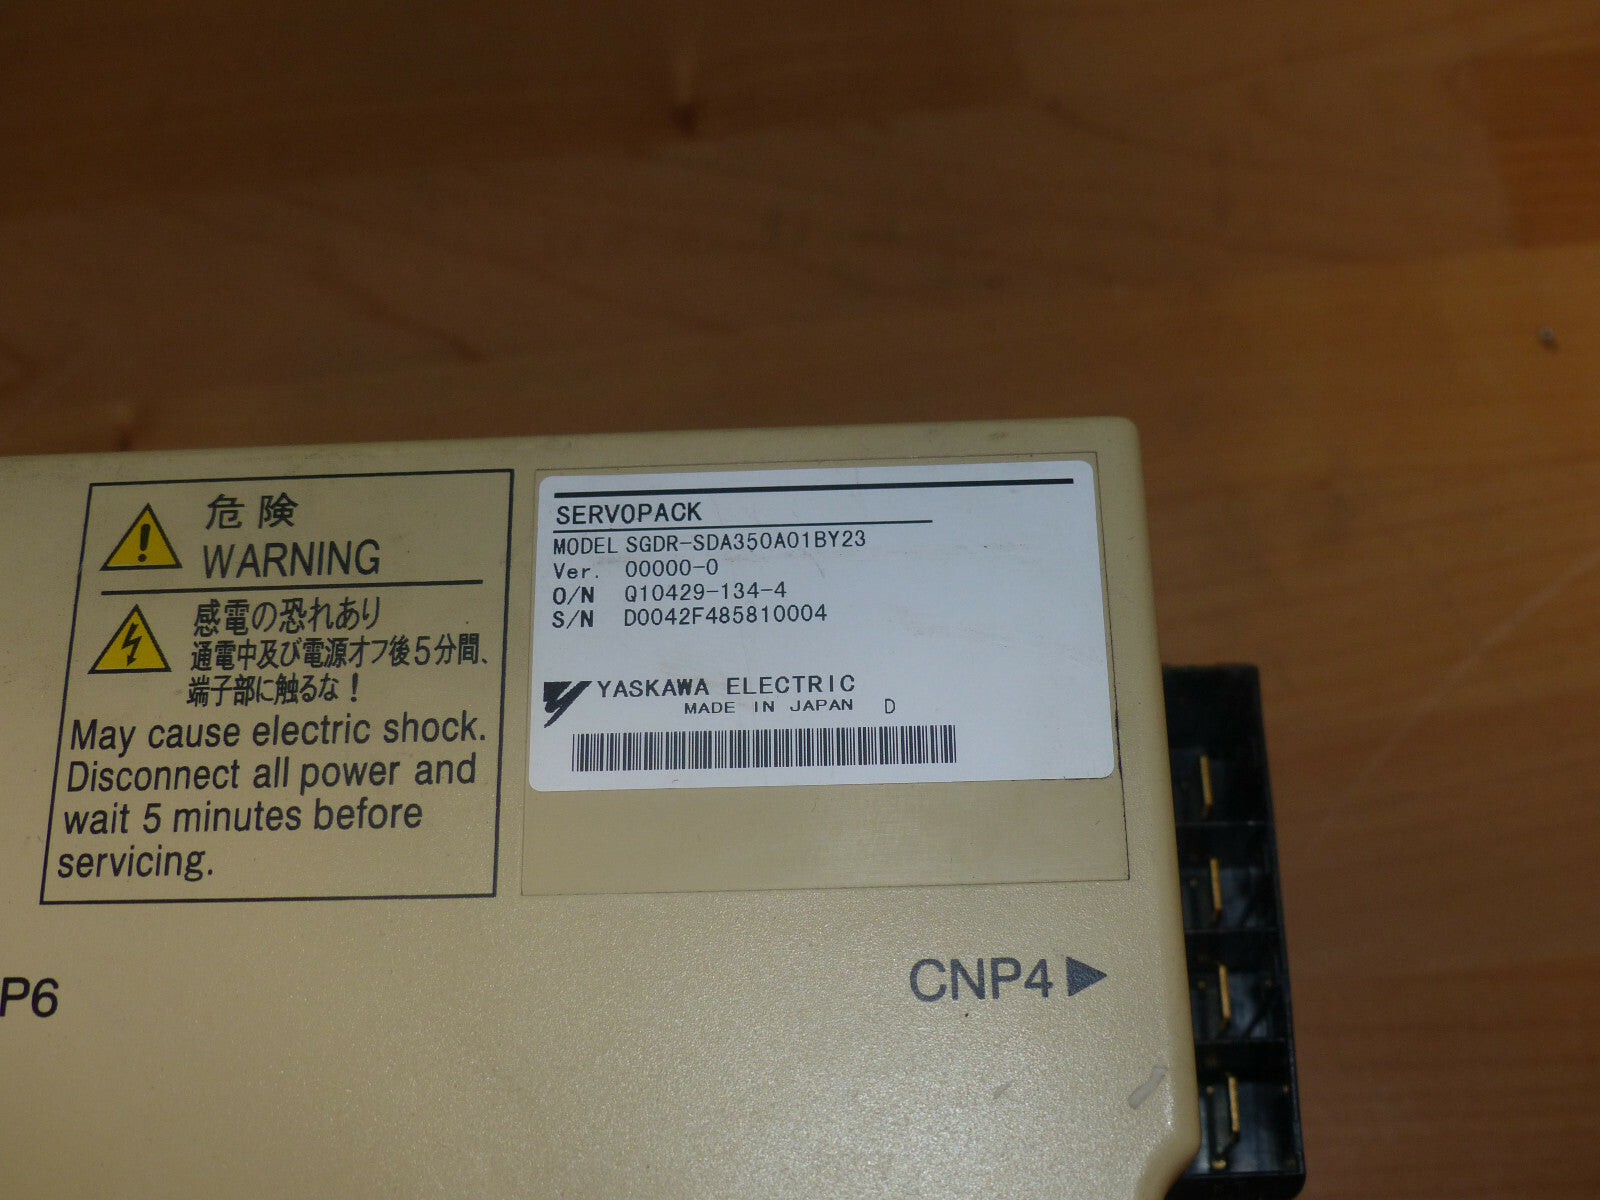 危険
WARNING
感電の恐れあり
通電中及び電源オフ後5分間、
端子部に触るな!
May cause electric shock.
Disconnect all power and
wait 5 minutes before
servicing.
SERVOPACK
MODEL SGDR-SDA350A01BY23
Ver. 00000-0
O/N Q10429-134-4
S/N D0042F485810004
YASKAWA ELECTRIC
MADE IN JAPAN D
P6
CNP4